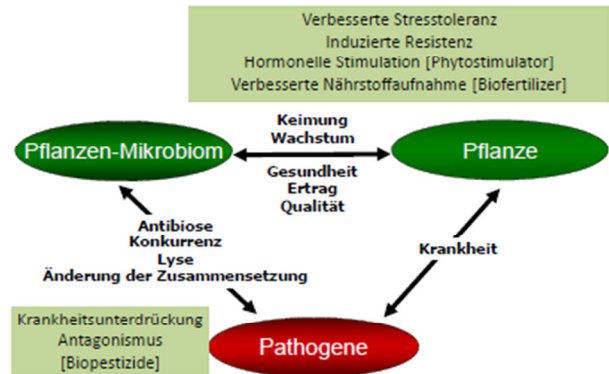 Verbesserte Stresstoleranz
Induzierte Resistenz
Hormonelle Stimulation [Phytostimulator]
Verbesserte Nährstoffaufnahme [Biofertilizer]
Keimung
Wachstum
Pflanzen-Mikrobiom
Pflanze
Gesundheit
Ertrag
Qualität
Antibiose
Konkurrenz
Lyse
Änderung der Zusammensetzung
Krankheit
Krankheitsunterdrückung
Antagonismus
[Biopestizide]
Pathogene